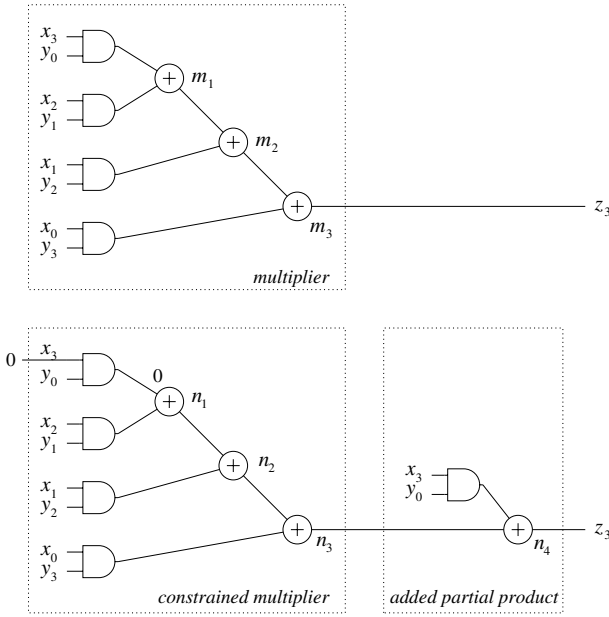 x3
y0
m1
x2
y1
m2
x1
y2
z3
x0
y3
m3
multiplier
0
x3
y0
0
n1
x2
y1
n2
x3
y0
x1
y2
z3
n3
n4
x0
y3
constrained multiplier
added partial product